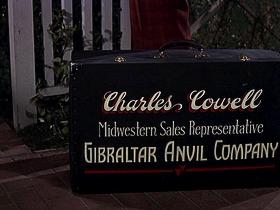 Charles Cowell
Midwestern Sales Representative
GIBRALTAR ANVIL COMPANY